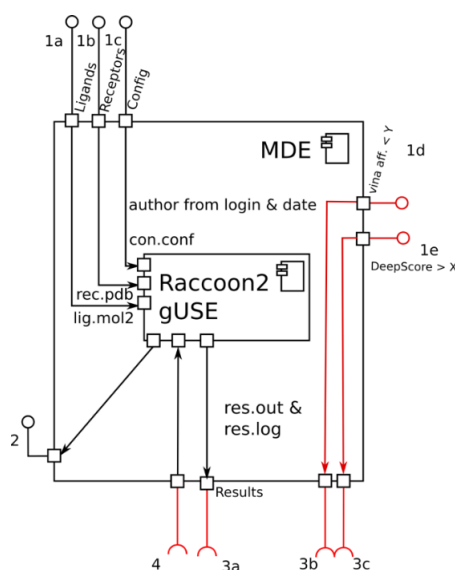 1a 1b 1c
Ligands
Receptors
Config
MDE
vina aff. < Y
1d
author from login & date
con.conf
1e
DeepScore > X
Raccoon2
gUSE
rec.pdb
lig.mol2
res.out &
res.log
2
Results
4
3a
3b
3c